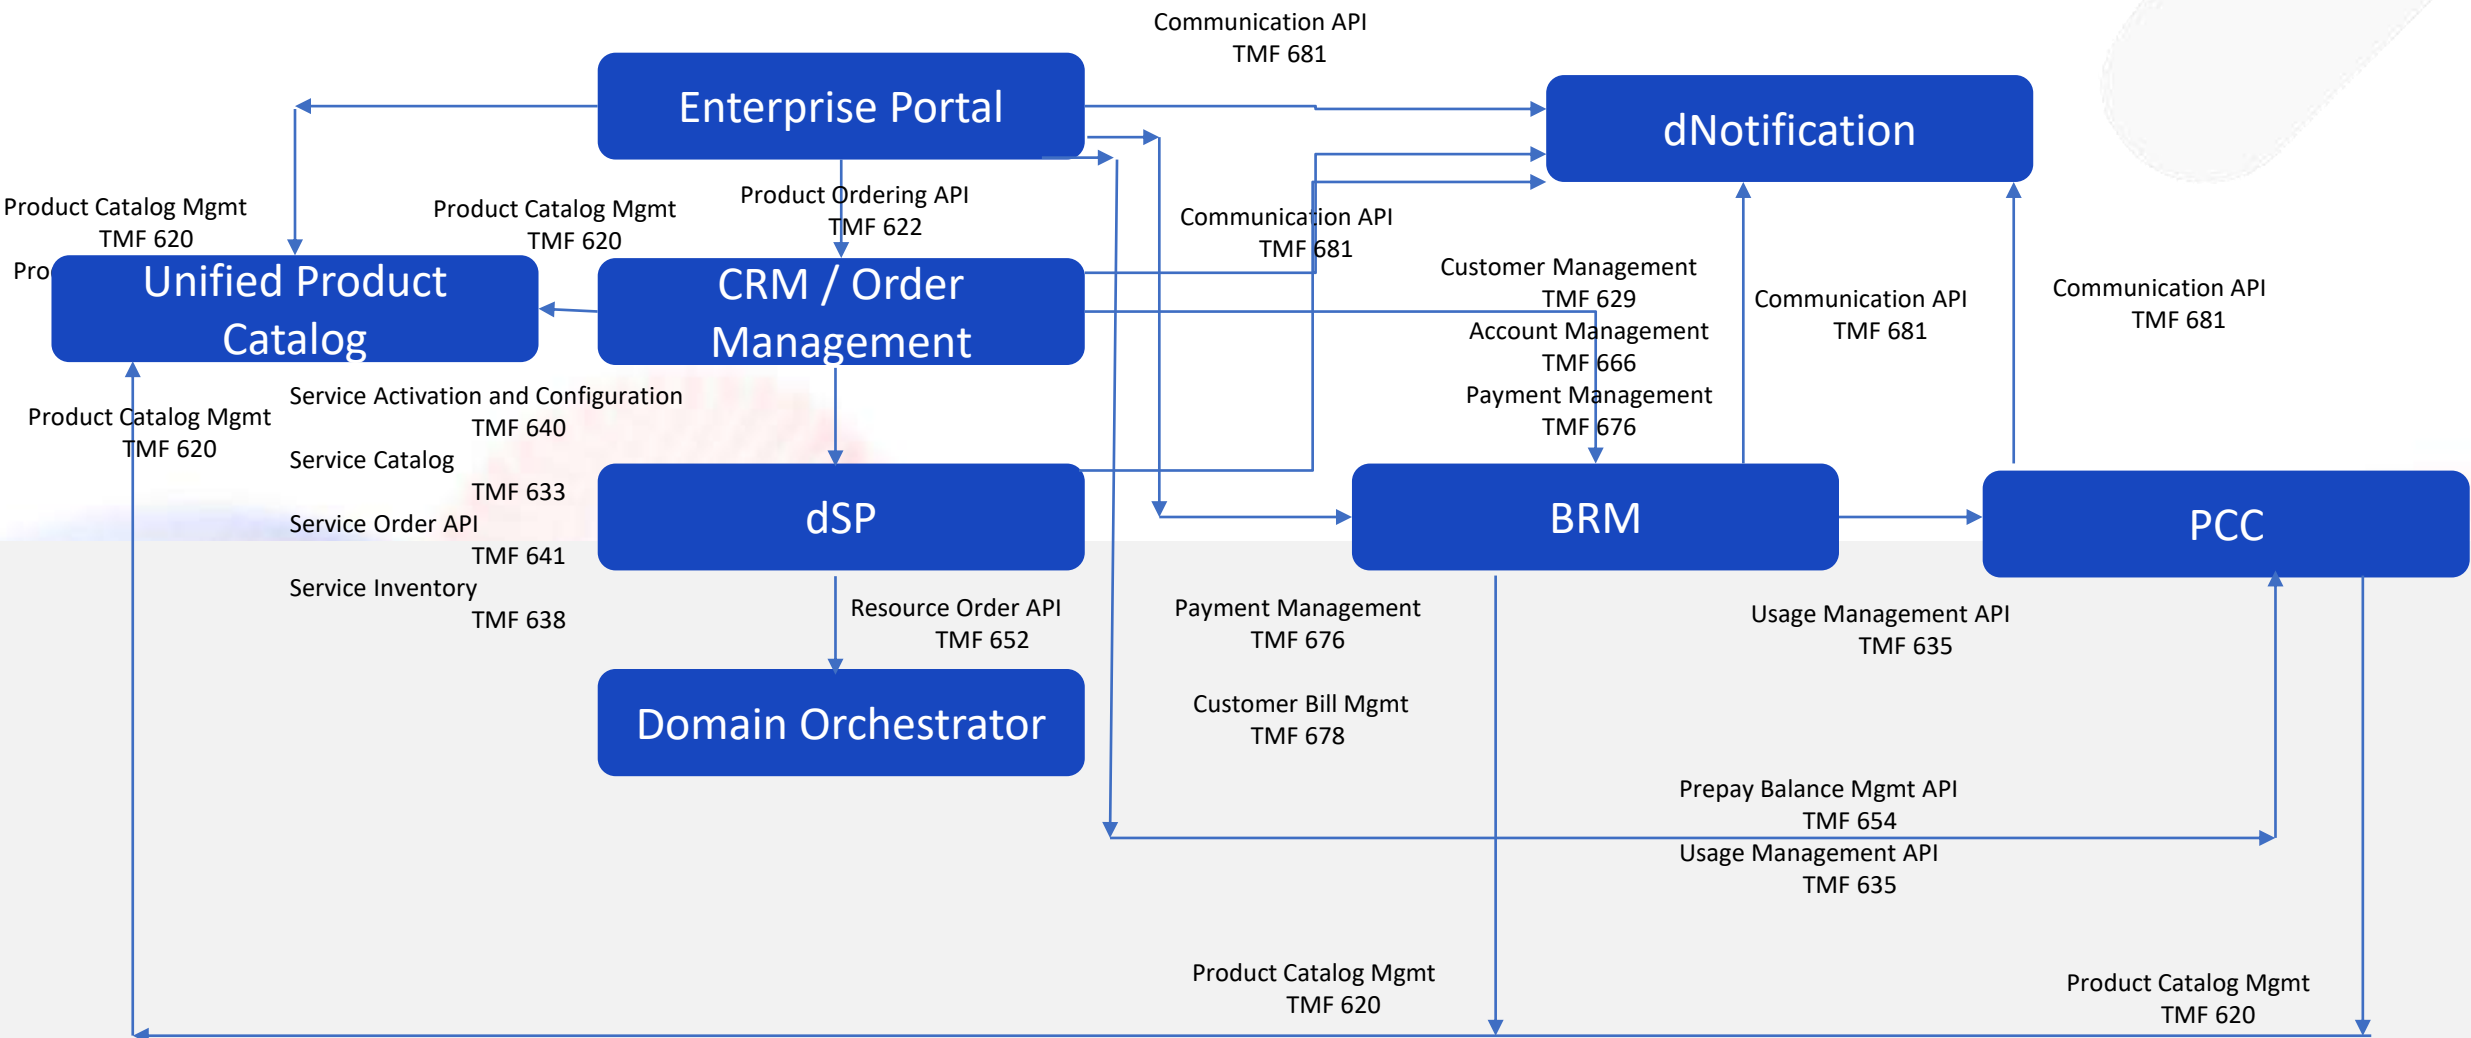 Communication API
TMF 681
Enterprise Portal
dNotification
Product Catalog Mgmt
TMF 620
Product Catalog Mgmt
TMF 620
Product Ordering API
TMF 622
Communication API
TMF 681
Unified Product
Catalog
CRM / Order
Management
Customer Management
TMF 629
Account Management
TMF 666
Payment Management
TMF 676
Communication API
TMF 681
Communication API
TMF 681
Product Catalog Mgmt
TMF 620
Service Activation and Configuration
TMF 640
Service Catalog
TMF 633
Service Order API
TMF 641
Service Inventory
TMF 638
dSP
BRM
PCC
Resource Order API
TMF 652
Payment Management
TMF 676
Customer Bill Mgmt
TMF 678
Usage Management API
TMF 635
Domain Orchestrator
Prepay Balance Mgmt API
TMF 654
Usage Management API
TMF 635
Product Catalog Mgmt
TMF 620
Product Catalog Mgmt
TMF 620